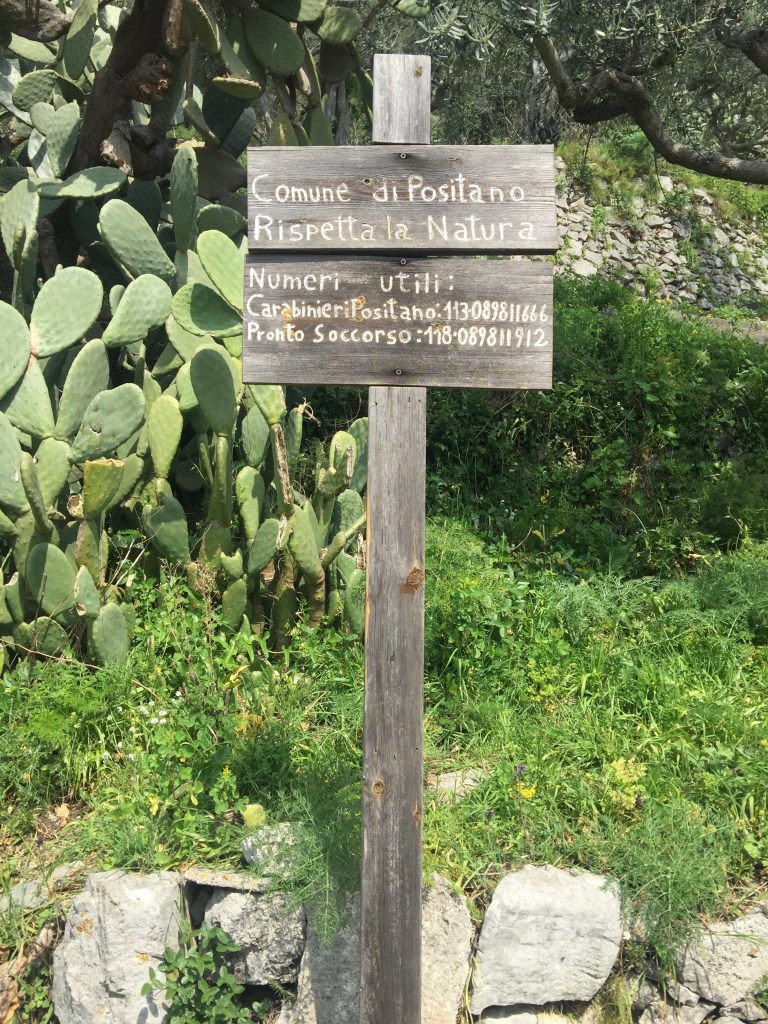 Comune di Positano
Rispetta la Natura
Numeri utili:
Carabinieri Positano: 113-089811666
Pronto Soccorso: 118-089811912